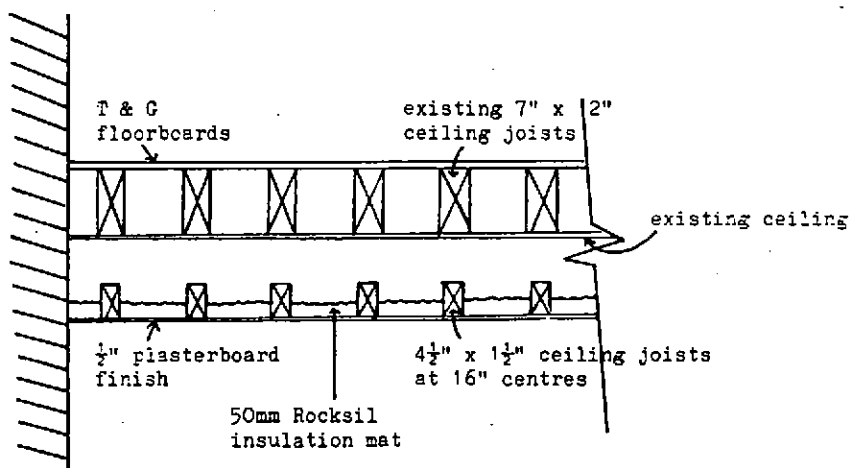 T & G
floorboards
existing 7" x 2"
ceiling joists
existing ceiling
½" plasterboard
finish
4½" x 1½" ceiling joists
at 16" centres
50mm Rocksil
insulation mat